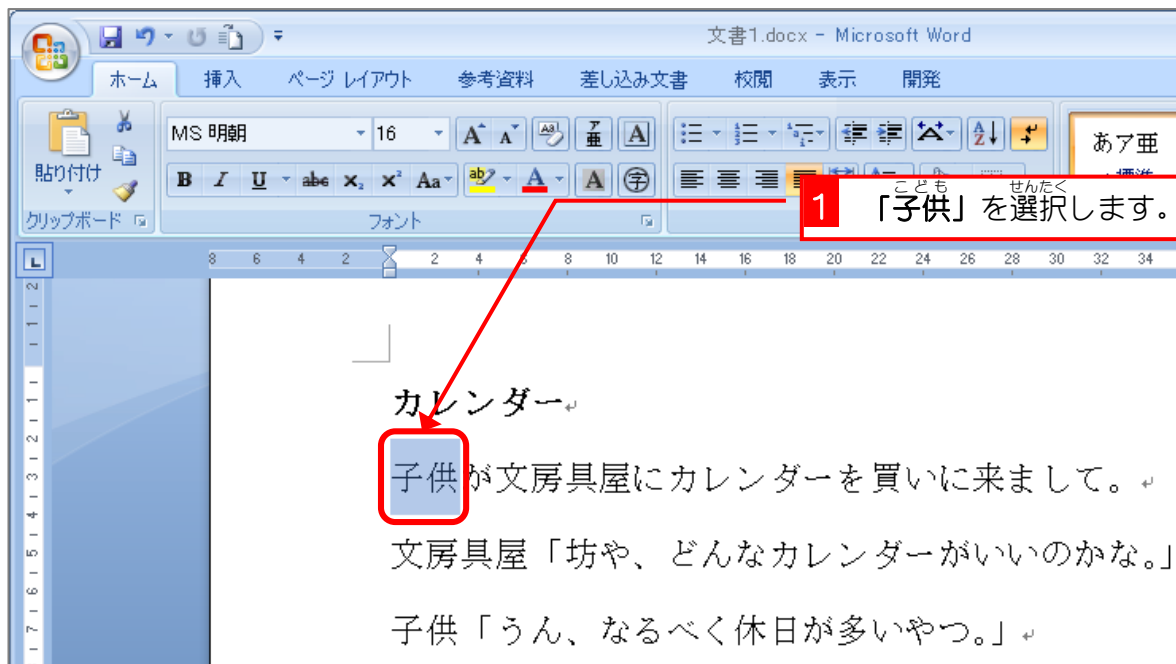 文書1.docx - Microsoft Word
ホーム 挿入 ページ レイアウト 参考資料 差し込み文書 校閲 表示 開発
MS 明朝 16
あア亜
貼り付け
クリップボード フォント
こども せんたく
1 「子供」を選択します。
8 6 4 2 2 4 6 8 10 12 14 16 18 20 22 24 26 28 30 32 34
カレンダー
子供が文房具屋にカレンダーを買いに来まして。
文房具屋「坊や、どんなカレンダーがいいのかな。」
子供「うん、なるべく休日が多いやつ。」